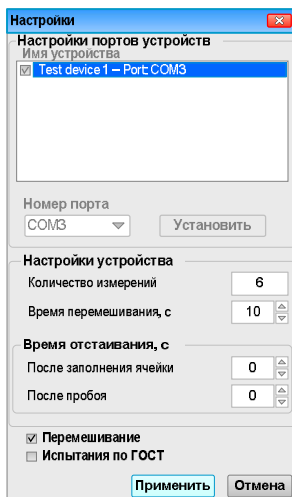 Настройки
Настройки портов устройств
Имя устройства
Test device 1 – Port: COM3
Номер порта
COM3
Установить
Настройки устройства
Количество измерений
6
Время перемешивания, с
10
Время отстаивания, с
После заполнения ячейки
0
После пробоя
0
Перемешивание
Испытания по ГОСТ
Применить
Отмена